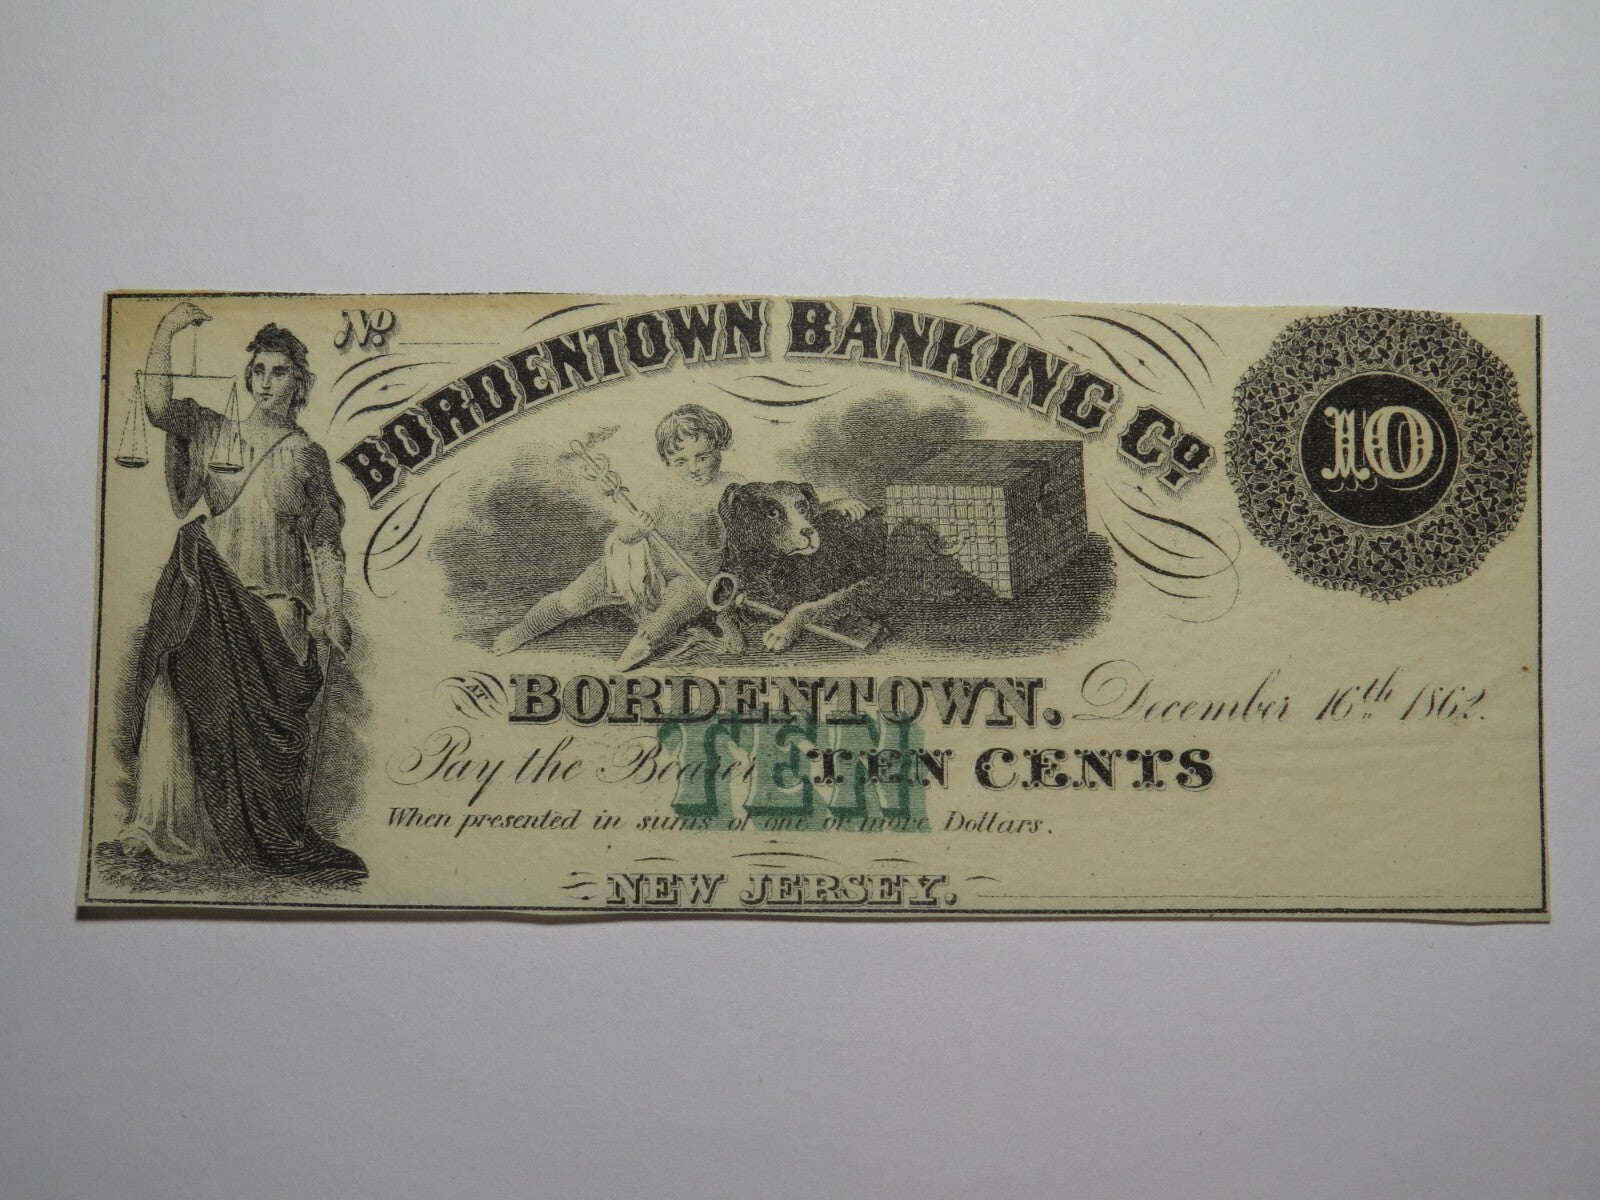 No
BORDENTOWN BANKING Co
10
AT BORDENTOWN. December 16th 1862.
Pay the Bearer TEN CENTS
TEN
When presented in sums of one or more Dollars.
NEW JERSEY.